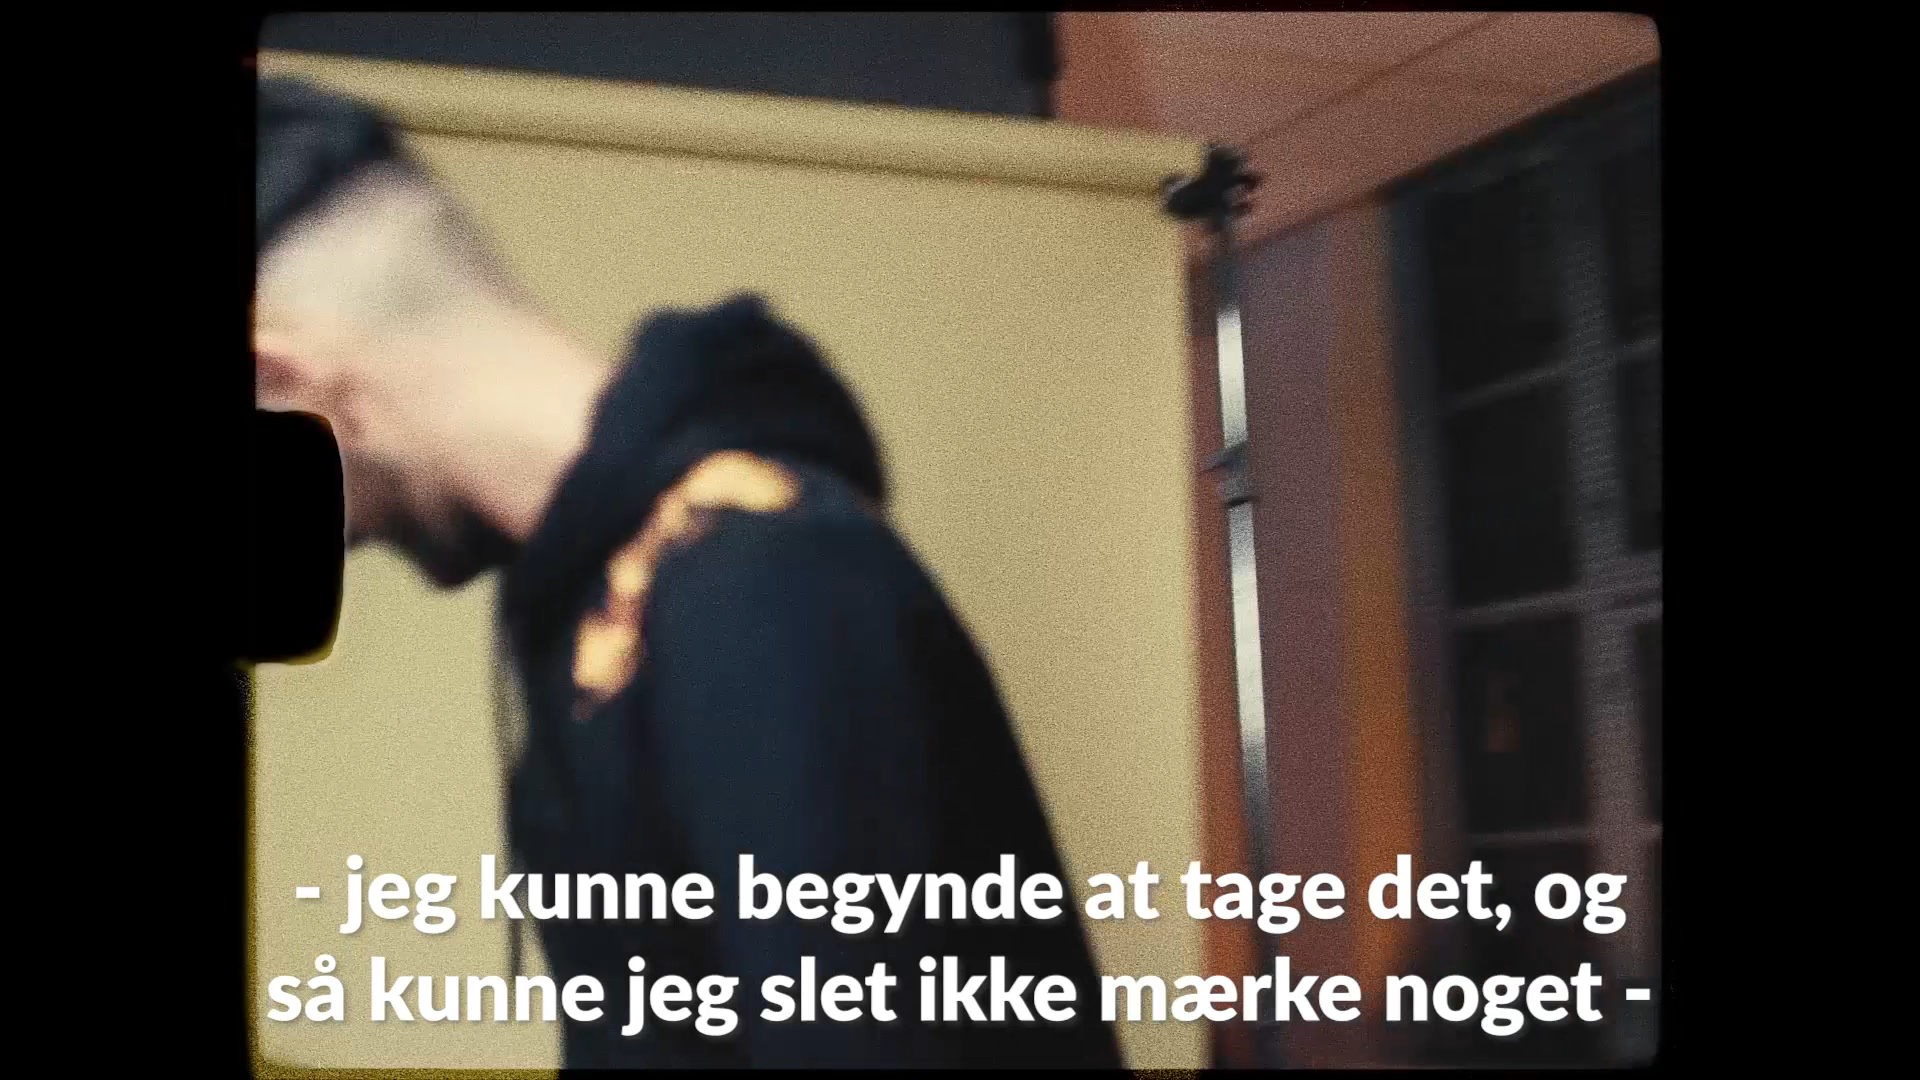 - jeg kunne begynde at tage det, og
så kunne jeg slet ikke mærke noget -